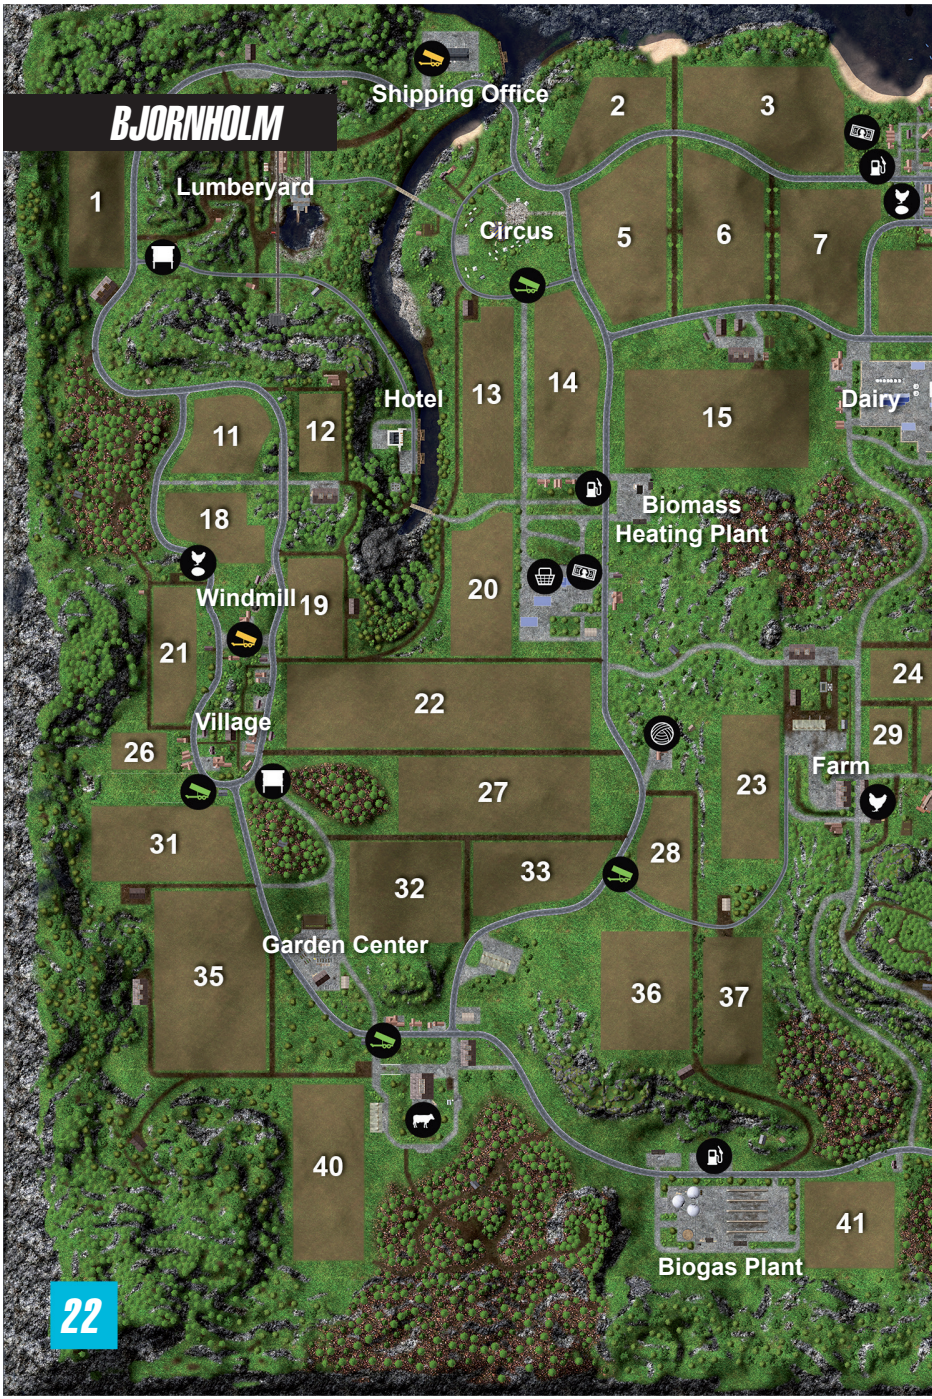 Shipping Office
2
3
BJORNHOLM
Lumberyard
1
Circus
5
6
7
Hotel
13
14
15
Dairy
11
12
18
Biomass
Heating Plant
Windmill
19
20
21
22
24
Village
26
29
Farm
27
23
31
28
32
33
Garden Center
35
36
37
40
41
Biogas Plant
22